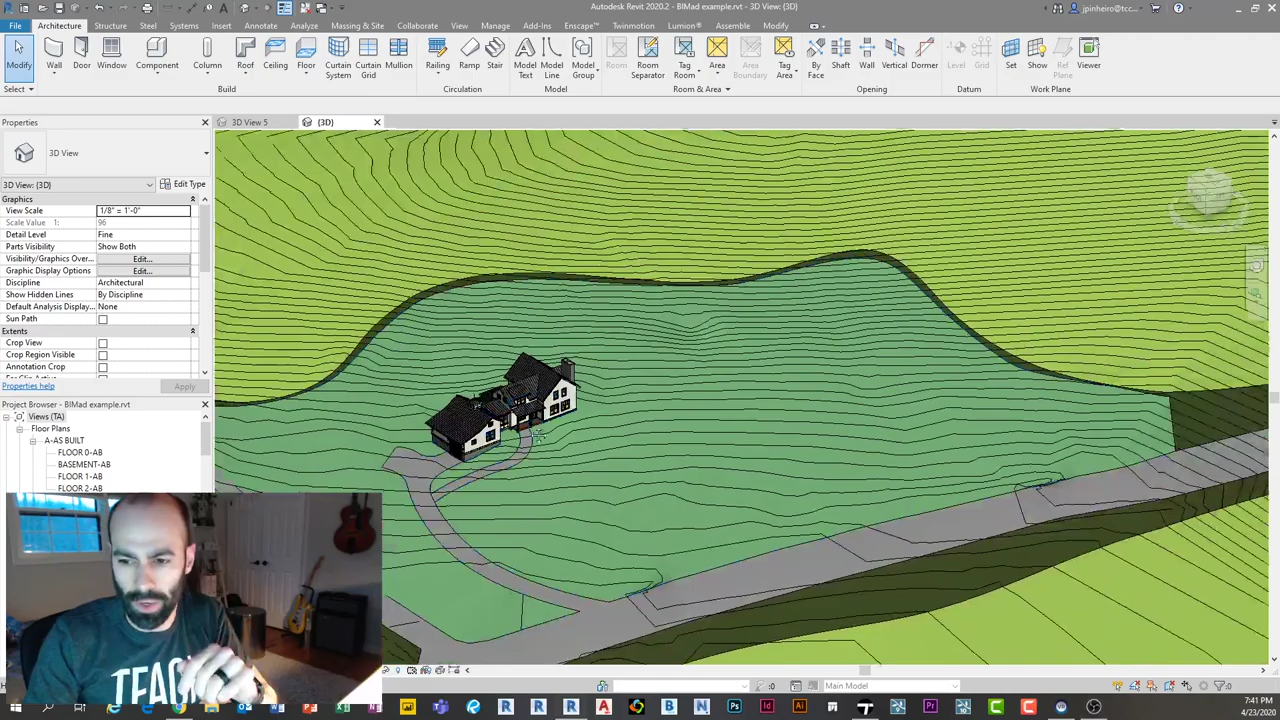 Autodesk Revit 2020.2 - BIMad example.rvt - 3D View: {3D}
jpinheiro@tcc...
File Architecture Structure Steel Systems Insert Annotate Analyze Massing & Site Collaborate View Manage Add-Ins Enscape™ Twinmotion Lumion® Assemble Modify
Modify Wall Door Window Component Column Roof Ceiling Floor Curtain System Curtain Grid Mullion Railing Ramp Stair Model Text Model Line Model Group Room Room Separator Tag Room Area Area Boundary Tag Area By Face Shaft Wall Vertical Dormer Level Grid Set Show Ref Plane Viewer
Select Build Circulation Model Room & Area Opening Datum Work Plane
Properties
3D View 5
{3D}
3D View
3D View: {3D}
Edit Type
Graphics
View Scale 1/8" = 1'-0"
Scale Value 1: 96
Detail Level Fine
Parts Visibility Show Both
Visibility/Graphics Over... Edit...
Graphic Display Options Edit...
Discipline Architectural
Show Hidden Lines By Discipline
Default Analysis Display... None
Sun Path
Extents
Crop View
Crop Region Visible
Annotation Crop
Properties help
Apply
Project Browser - BIMad example.rvt
Views (TA)
Floor Plans
A-AS BUILT
FLOOR 0-AB
BASEMENT-AB
FLOOR 1-AB
FLOOR 2-AB
TEACH
:0
Main Model
:0
7:41 PM
4/23/2020